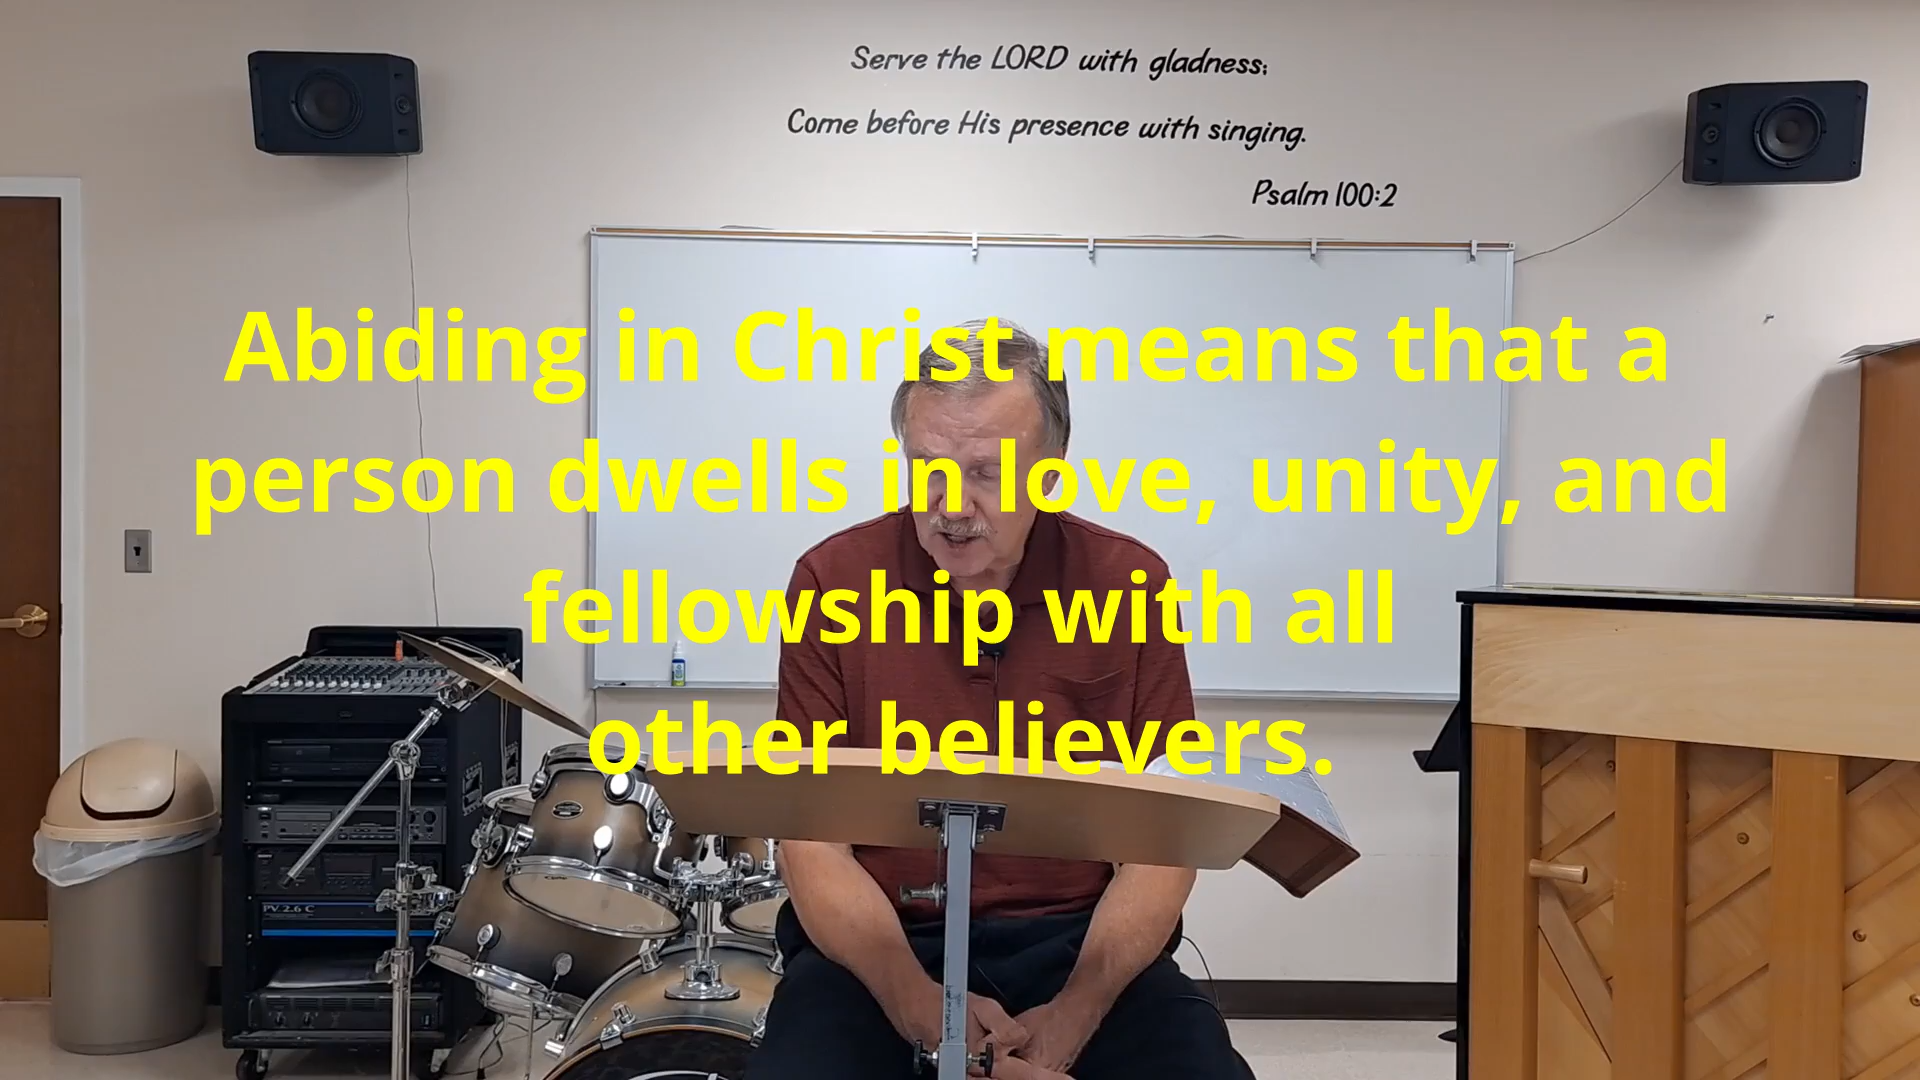 Serve the LORD with gladness;
Come before His presence with singing.
Psalm 100:2
Abiding in Christ means that a
person dwells in love, unity, and
fellowship with all
other believers.
PV 2.6 C